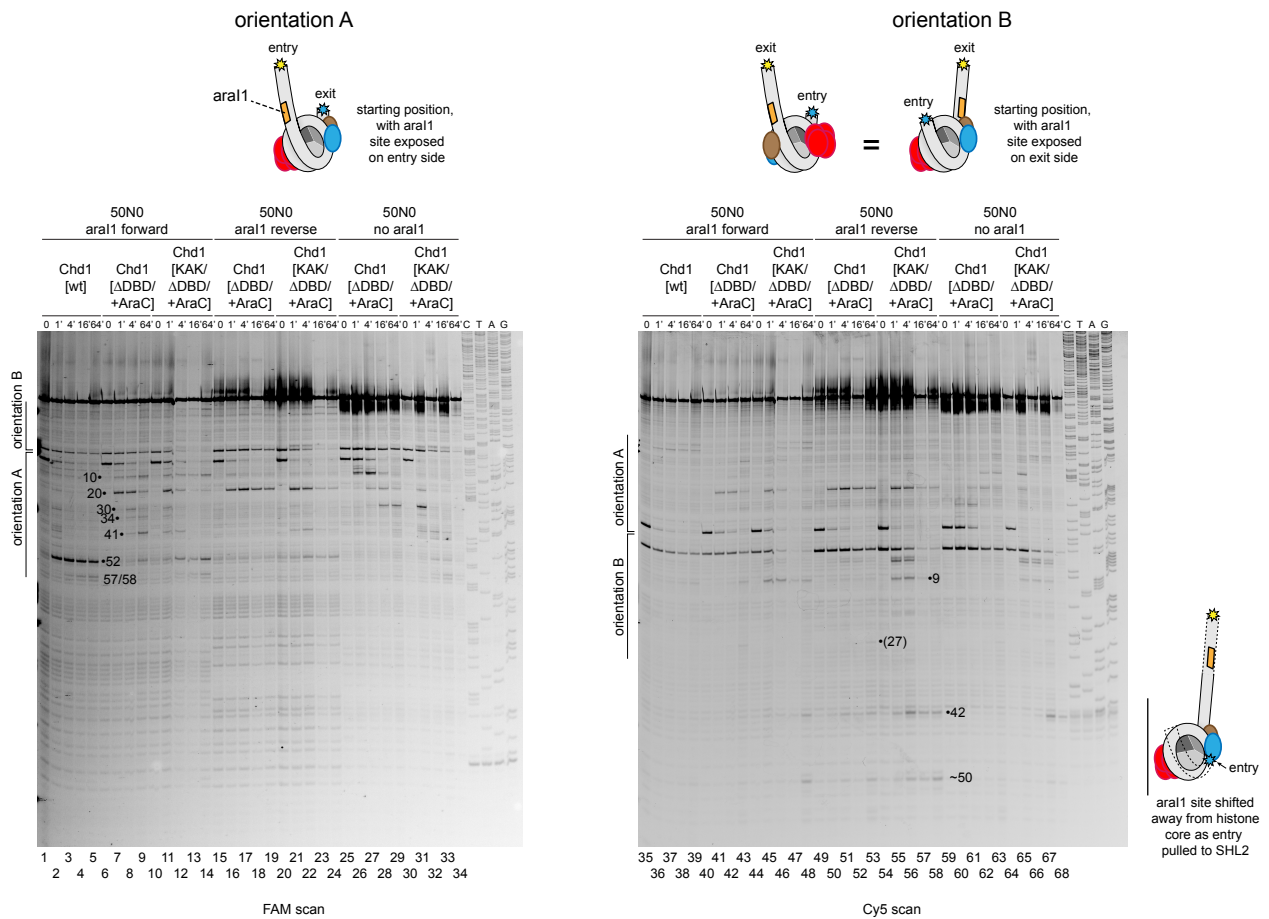 orientation A
orientation B
entry
exit
araI1
starting position,
with araI1
site exposed
on entry side
exit
entry
=
exit
entry
starting position,
with araI1
site exposed
on exit side
50N0
araI1 forward
50N0
araI1 reverse
50N0
no araI1
Chd1
[wt]
Chd1
[ΔDBD/
+AraC]
Chd1
[KAK/
ΔDBD/
+AraC]
Chd1
[ΔDBD/
+AraC]
Chd1
[KAK/
ΔDBD/
+AraC]
Chd1
[ΔDBD/
+AraC]
Chd1
[KAK/
ΔDBD/
+AraC]
0 1' 4' 16' 64' 0 1' 4' 16' 64' 0 1' 4' 16' 64' 0 1' 4' 16' 64' 0 1' 4' 16' 64' 0 1' 4' 16' 64' 0 1' 4' 16' 64' C T A G
orientation B
orientation A
10•
20•
30•
34•
41•
•52
57/58
1 3 5 7 9 11 13 15 17 19 21 23 25 27 29 31 33
2 4 6 8 10 12 14 16 18 20 22 24 26 28 30 32 34
FAM scan
50N0
araI1 forward
50N0
araI1 reverse
50N0
no araI1
Chd1
[wt]
Chd1
[ΔDBD/
+AraC]
Chd1
[KAK/
ΔDBD/
+AraC]
Chd1
[ΔDBD/
+AraC]
Chd1
[KAK/
ΔDBD/
+AraC]
Chd1
[ΔDBD/
+AraC]
Chd1
[KAK/
ΔDBD/
+AraC]
0 1' 4' 16' 64' 0 1' 4' 16' 64' 0 1' 4' 16' 64' 0 1' 4' 16' 64' 0 1' 4' 16' 64' 0 1' 4' 16' 64' 0 1' 4' 16' 64' C T A G
orientation A
orientation B
•9
•(27)
•42
~50
35 37 39 41 43 45 47 49 51 53 55 57 59 61 63 65 67
36 38 40 42 44 46 48 50 52 54 56 58 60 62 64 66 68
Cy5 scan
entry
araI1 site shifted
away from histone
core as entry
pulled to SHL2